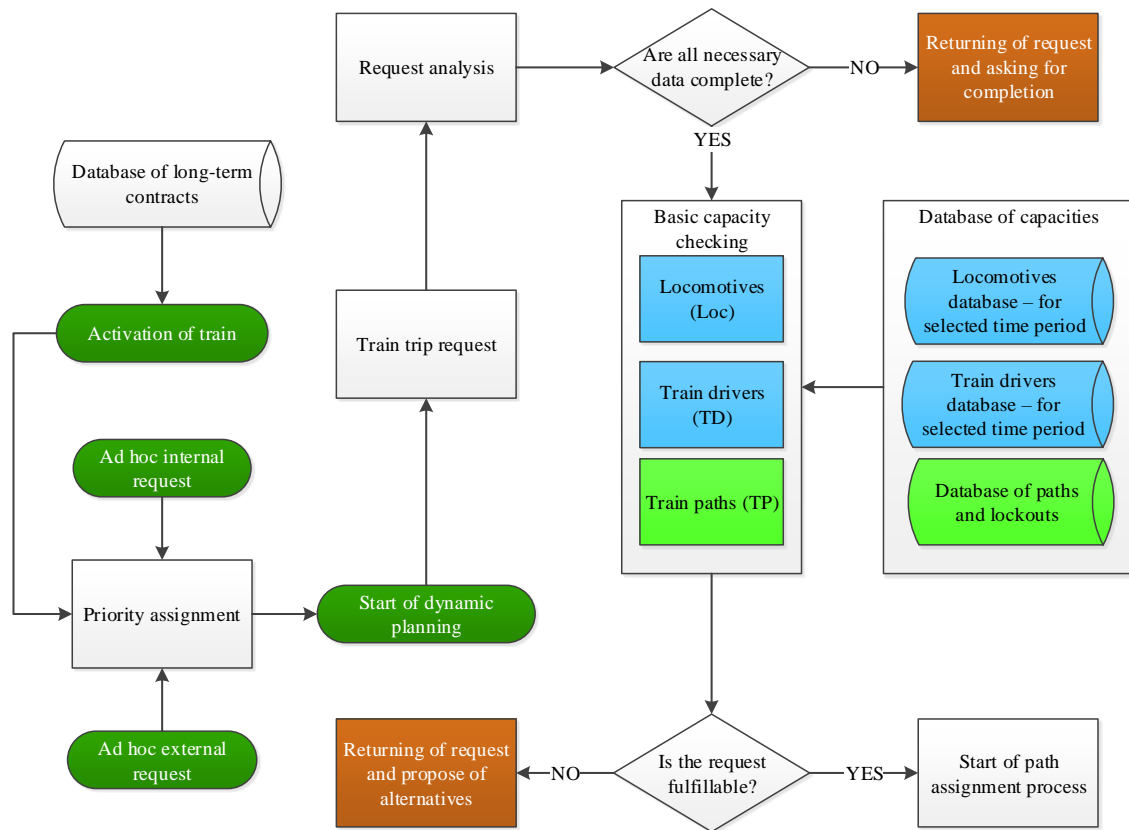 Request analysis
Are all necessary
data complete?
NO
Returning of request
and asking for
completion
YES
Database of long-term
contracts
Basic capacity
checking
Database of capacities
Locomotives
(Loc)
Locomotives
database – for
selected time period
Activation of train
Train trip request
Train drivers
(TD)
Train drivers
database – for
selected time period
Ad hoc internal
request
Train paths (TP)
Database of paths
and lockouts
Priority assignment
Start of dynamic
planning
Ad hoc external
request
Returning of request
and propose of
alternatives
NO
Is the request
fulfillable?
YES
Start of path
assignment process